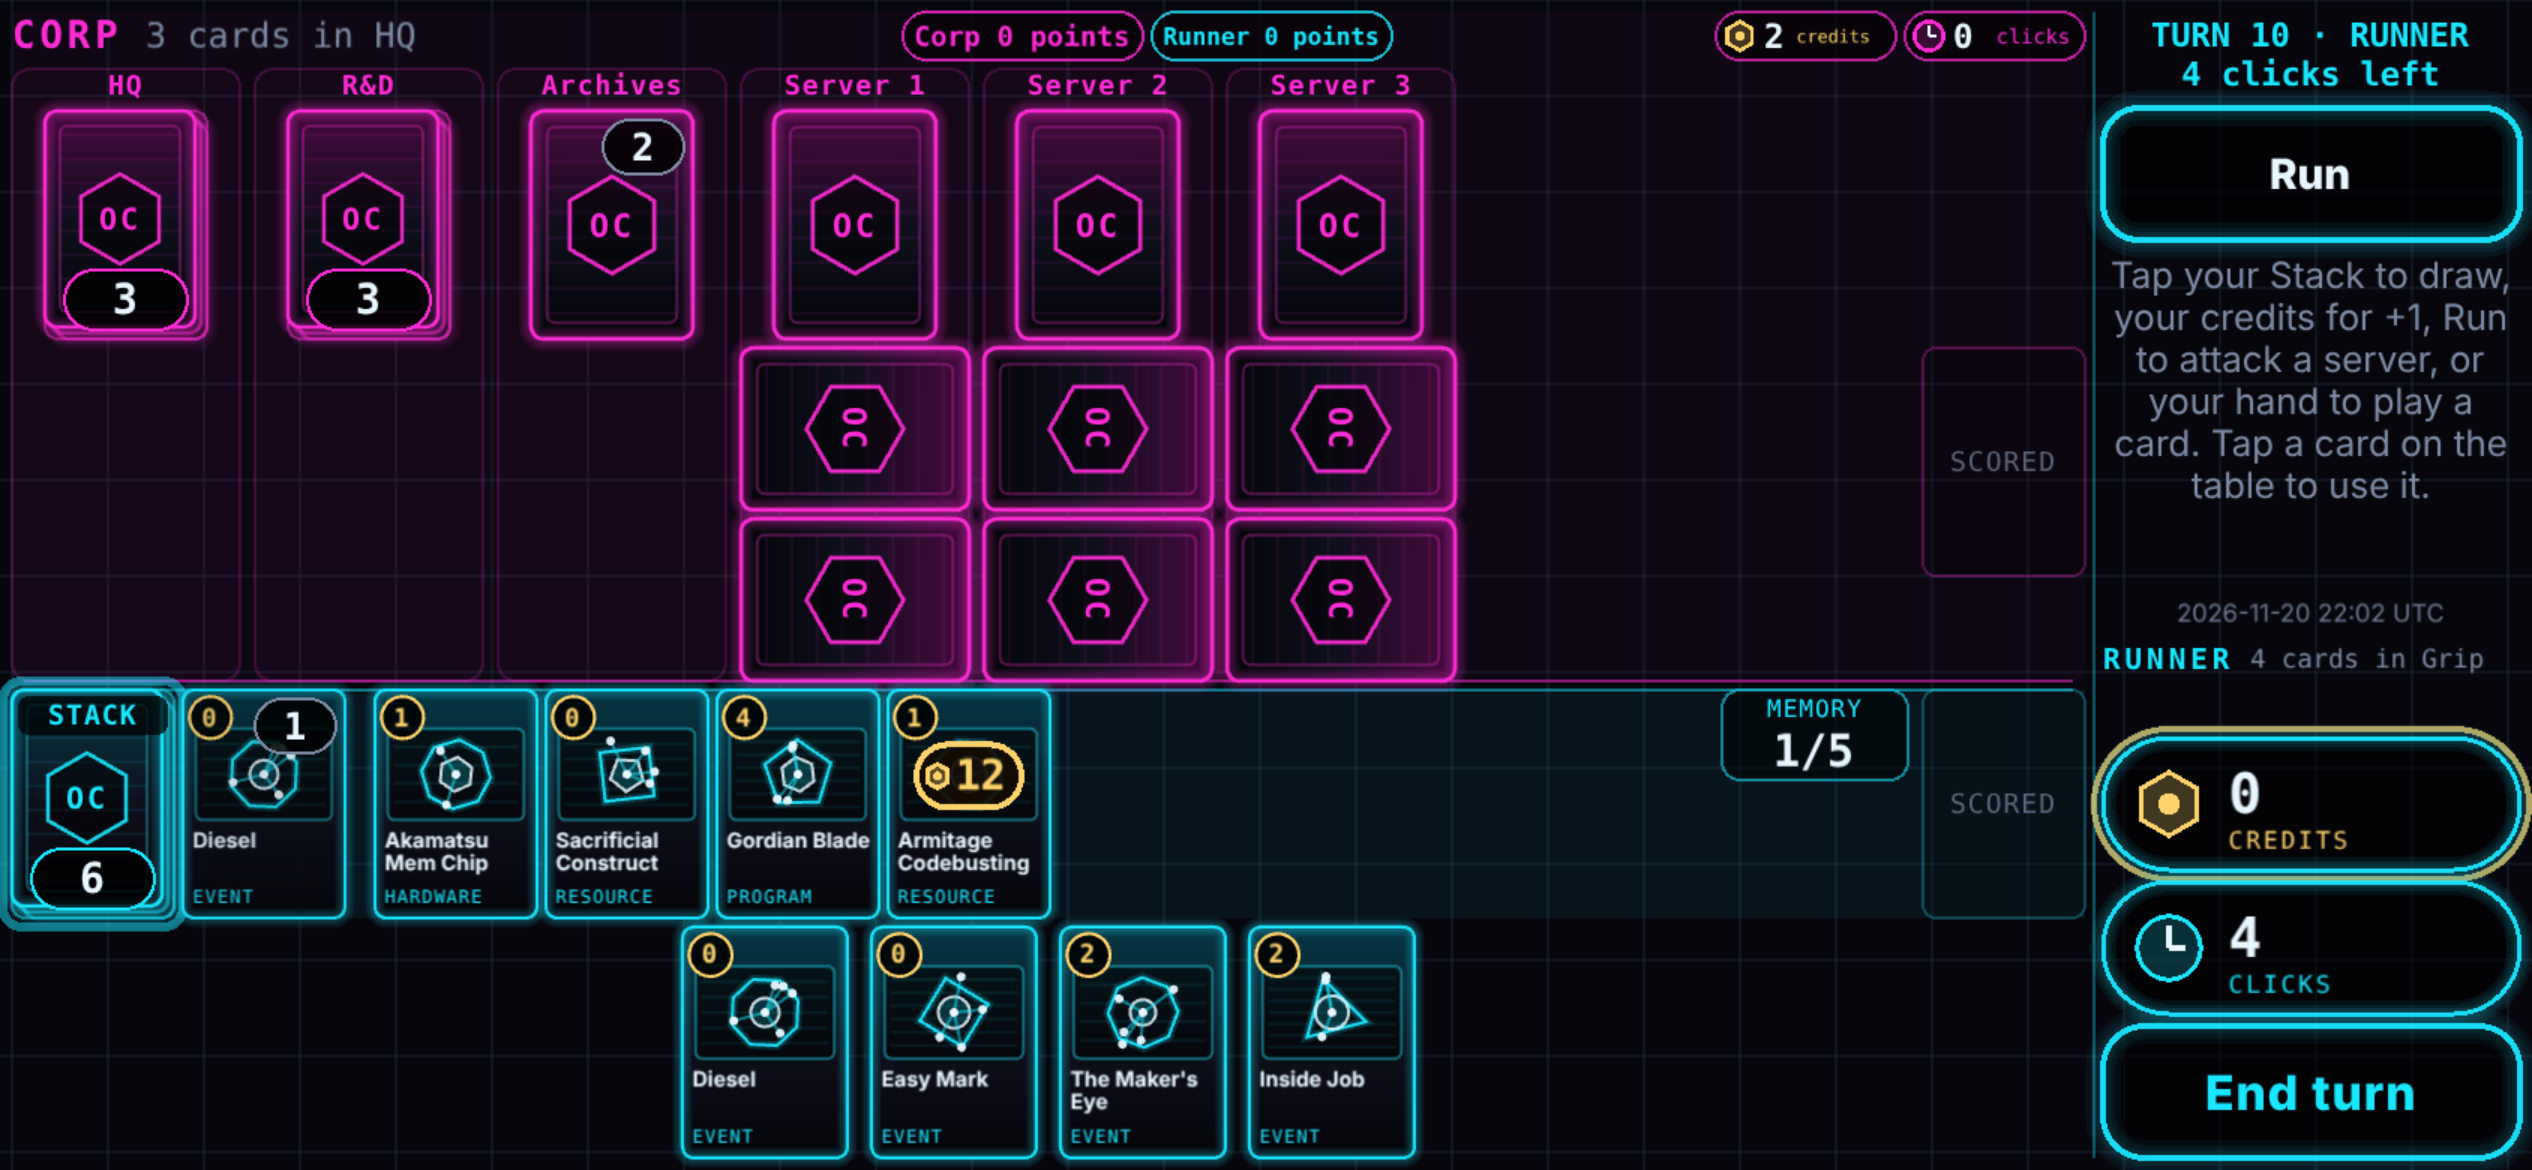 CORP 3 cards in HQ
Corp 0 points
Runner 0 points
2 credits
0 clicks
TURN 10 · RUNNER
4 clicks left
HQ
R&D
Archives
Server 1
Server 2
Server 3
OC
3
OC
3
2
OC
OC
OC
OC
OC
OC
OC
OC
OC
OC
SCORED
Run
Tap your Stack to draw,
your credits for +1, Run
to attack a server, or
your hand to play a
card. Tap a card on the
table to use it.
2026-11-20 22:02 UTC
RUNNER 4 cards in Grip
STACK
OC
6
0
1
Diesel
EVENT
1
Akamatsu
Mem Chip
HARDWARE
0
Sacrificial
Construct
RESOURCE
4
Gordian Blade
PROGRAM
1
12
Armitage
Codebusting
RESOURCE
MEMORY
1/5
SCORED
0
CREDITS
4
CLICKS
End turn
0
Diesel
EVENT
0
Easy Mark
EVENT
2
The Maker's
Eye
EVENT
2
Inside Job
EVENT